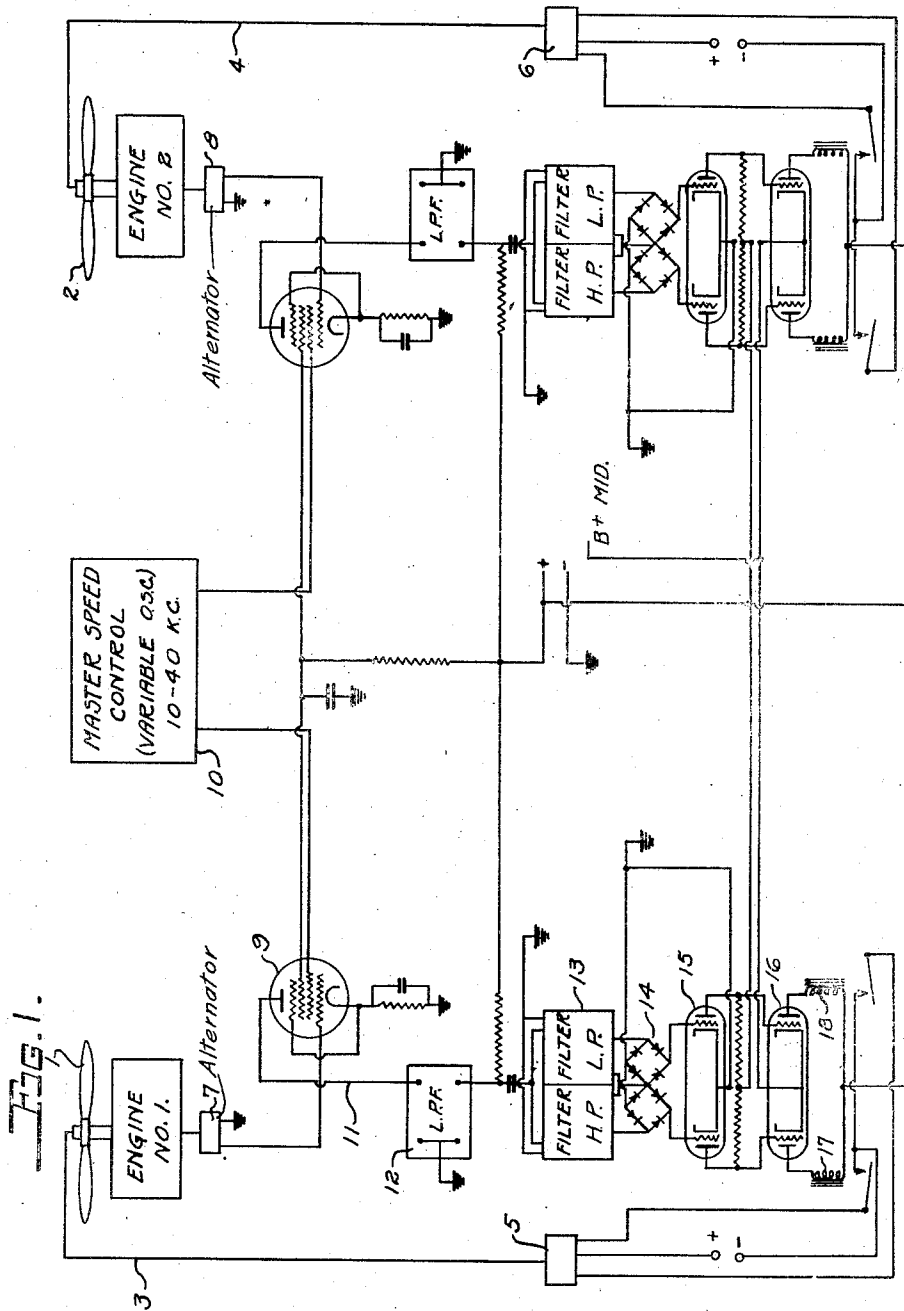 FIG. 1.
1
2
ENGINE
NO. 1.
ENGINE
NO. 2
MASTER SPEED
CONTROL
(VARIABLE OSC.)
10-40 K.C.
10
3
4
7
Alternator
Alternator
8
9
11
12
L.P.F.
L.P.F.
5
6
+
-
+
-
+
-
FILTER
H.P.
FILTER
L.P.
13
FILTER
H.P.
FILTER
L.P.
14
15
16
17
18
B+ MID.